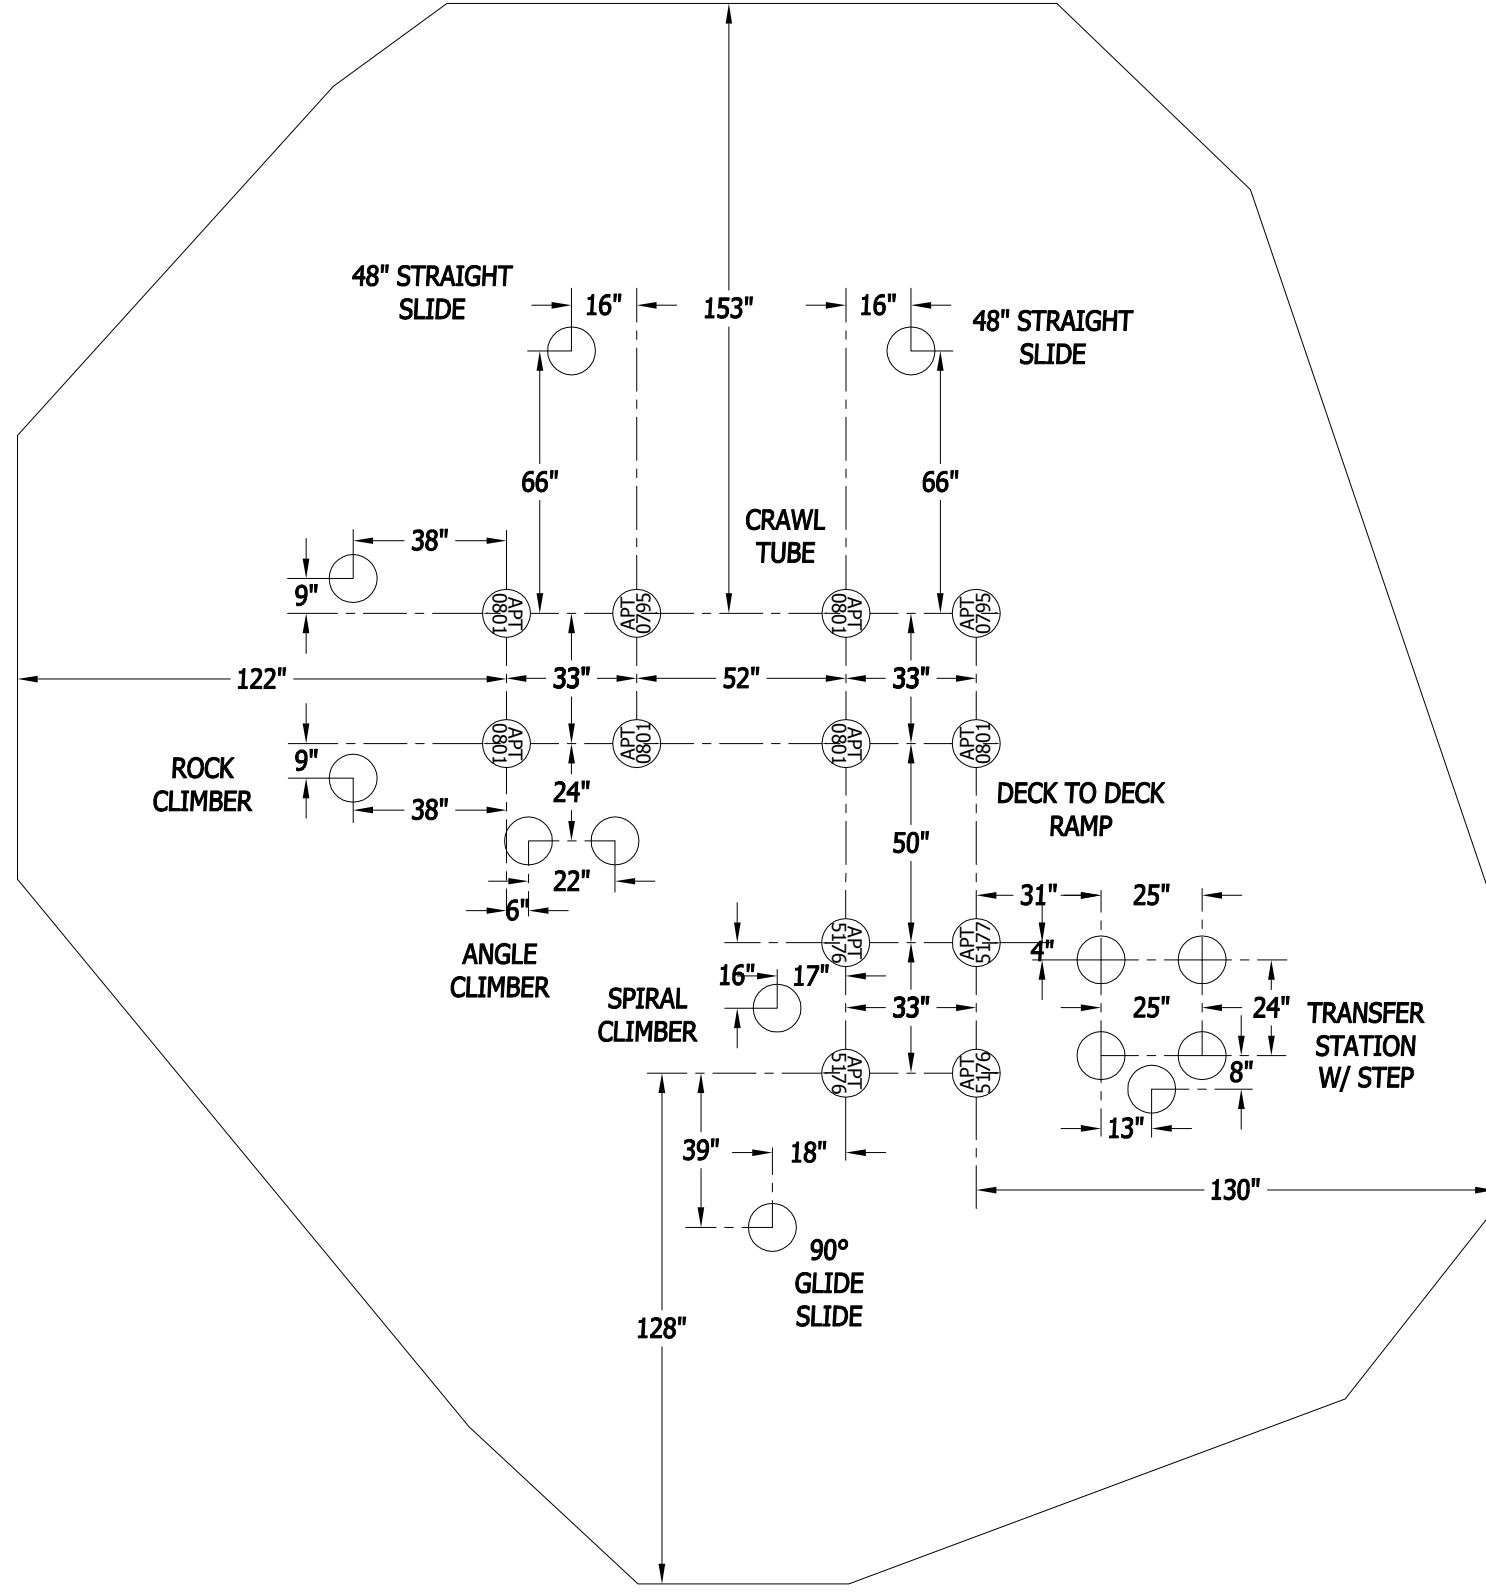 48" STRAIGHT
SLIDE
16"
153"
16"
48" STRAIGHT
SLIDE
66"
66"
CRAWL
TUBE
38"
9"
APT
0801
APT
0795
APT
0801
APT
0795
122"
33"
52"
33"
APT
0801
APT
0801
APT
0801
APT
0801
9"
ROCK
CLIMBER
38"
24"
DECK TO DECK
RAMP
50"
22"
6"
31"
25"
ANGLE
CLIMBER
APT
5176
APT
5177
4"
16"
17"
SPIRAL
CLIMBER
33"
25"
24"
TRANSFER
STATION
W/ STEP
APT
5176
APT
5176
8"
13"
39"
18"
130"
90°
GLIDE
SLIDE
128"